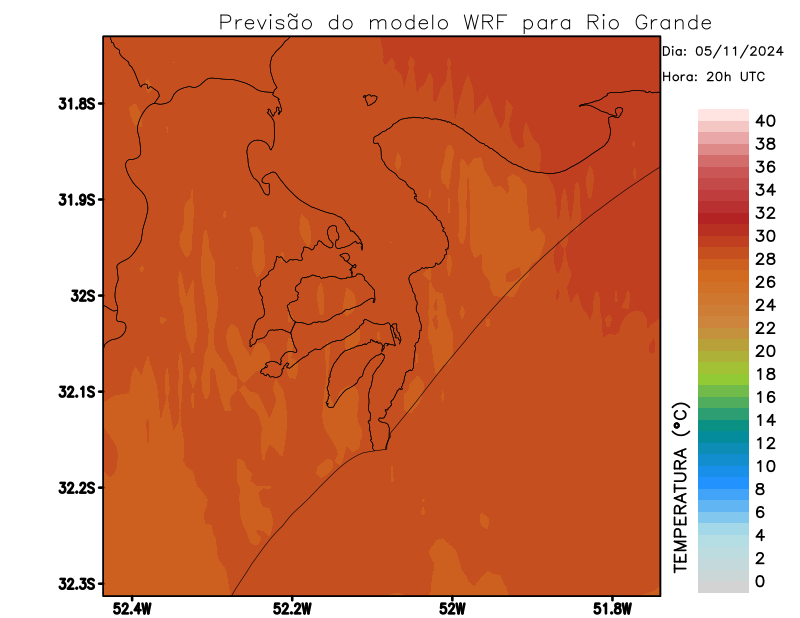 Previsão do modelo WRF para Rio Grande
Dia: 05/11/2024
Hora: 20h UTC
31.8S
31.9S
32S
32.1S
32.2S
32.3S
52.4W
52.2W
52W
51.8W
TEMPERATURA (°C)
40
38
36
34
32
30
28
26
24
22
20
18
16
14
12
10
8
6
4
2
0